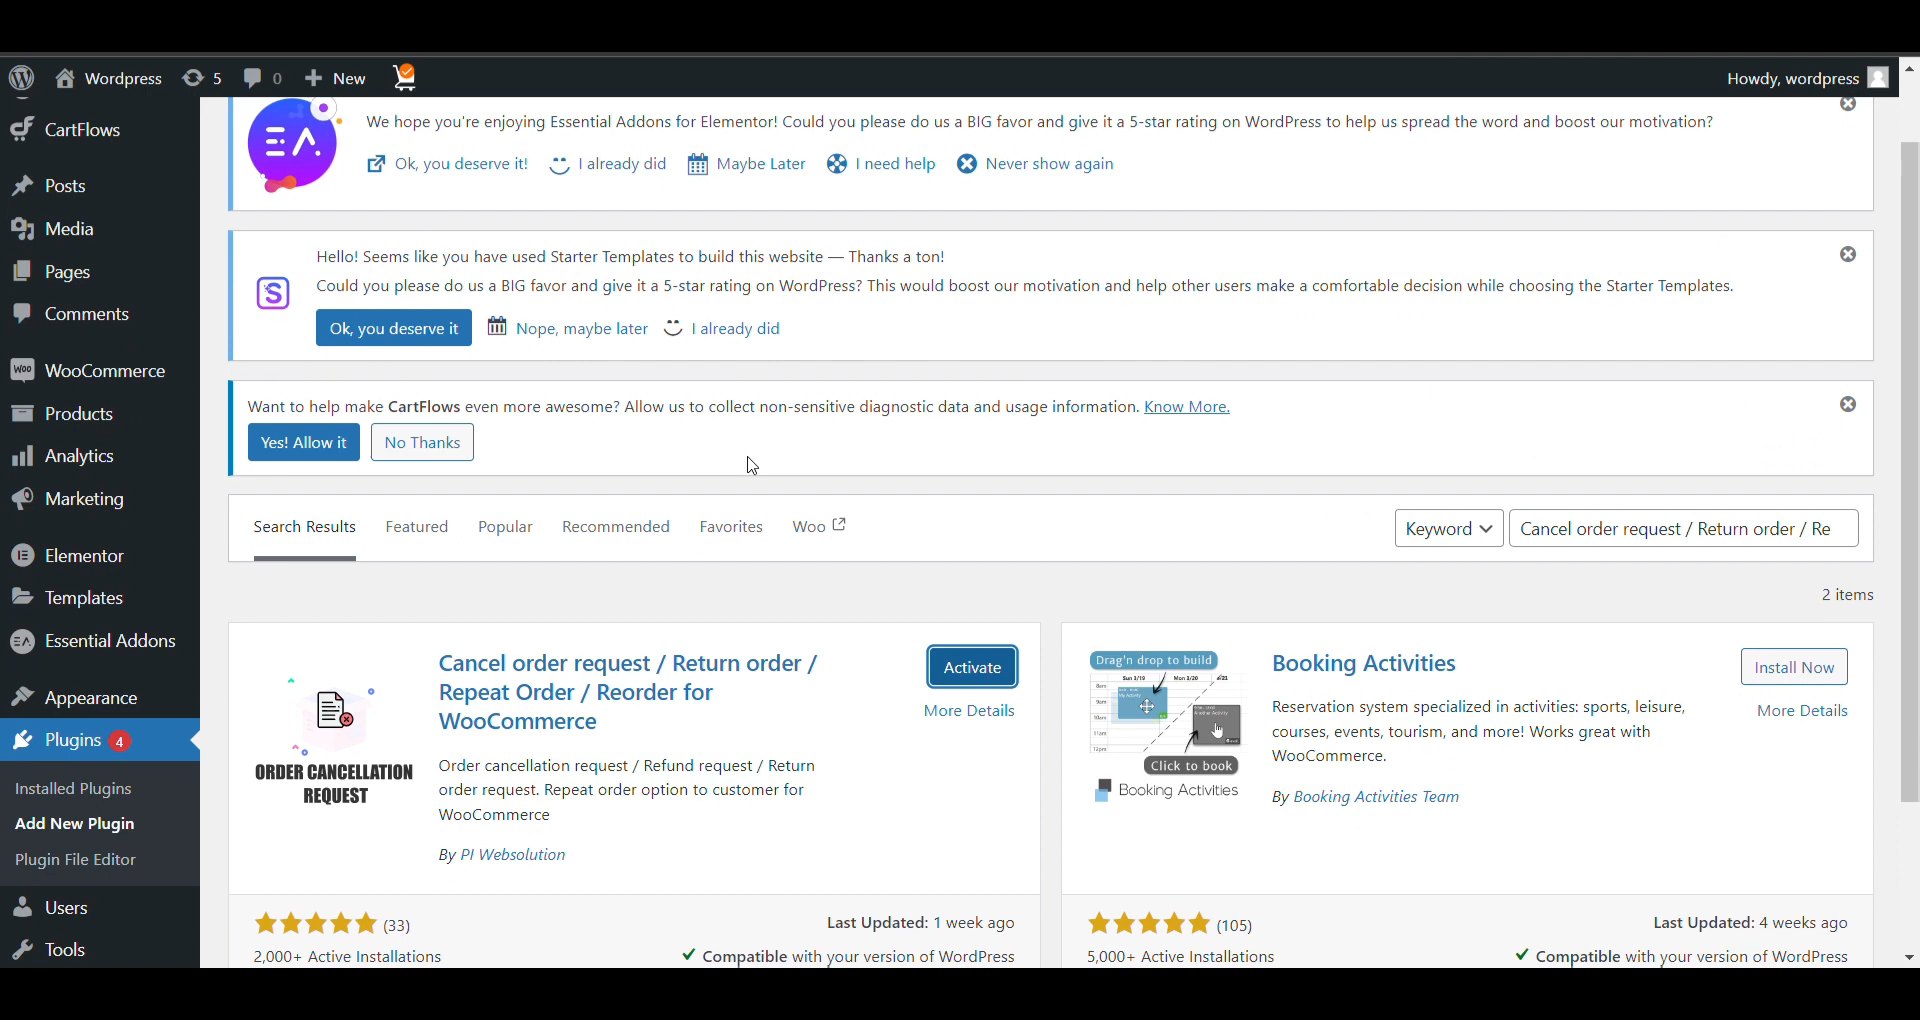 Wordpress 5 0 New Howdy, wordpress
CartFlows
Posts
Media
Pages
Comments
WooCommerce
Products
Analytics
Marketing
Elementor
Templates
Essential Addons
Appearance
Plugins 4
Installed Plugins
Add New Plugin
Plugin File Editor
Users
Tools
We hope you're enjoying Essential Addons for Elementor! Could you please do us a BIG favor and give it a 5-star rating on WordPress to help us spread the word and boost our motivation?
Ok, you deserve it! I already did Maybe Later I need help Never show again
Hello! Seems like you have used Starter Templates to build this website — Thanks a ton!
Could you please do us a BIG favor and give it a 5-star rating on WordPress? This would boost our motivation and help other users make a comfortable decision while choosing the Starter Templates.
Ok, you deserve it Nope, maybe later I already did
Want to help make CartFlows even more awesome? Allow us to collect non-sensitive diagnostic data and usage information. Know More.
Yes! Allow it No Thanks
Search Results Featured Popular Recommended Favorites Woo Keyword Cancel order request / Return order / Re
2 items
ORDER CANCELLATION
REQUEST
Cancel order request / Return order /
Repeat Order / Reorder for
WooCommerce
Activate
More Details
Order cancellation request / Refund request / Return
order request. Repeat order option to customer for
WooCommerce
By PI Websolution
(33) Last Updated: 1 week ago
2,000+ Active Installations Compatible with your version of WordPress
Drag'n drop to build
Sun 3/19 Mon 3/20
Click to book
Booking Activities
Booking Activities
Install Now
More Details
Reservation system specialized in activities: sports, leisure,
courses, events, tourism, and more! Works great with
WooCommerce.
By Booking Activities Team
(105) Last Updated: 4 weeks ago
5,000+ Active Installations Compatible with your version of WordPress